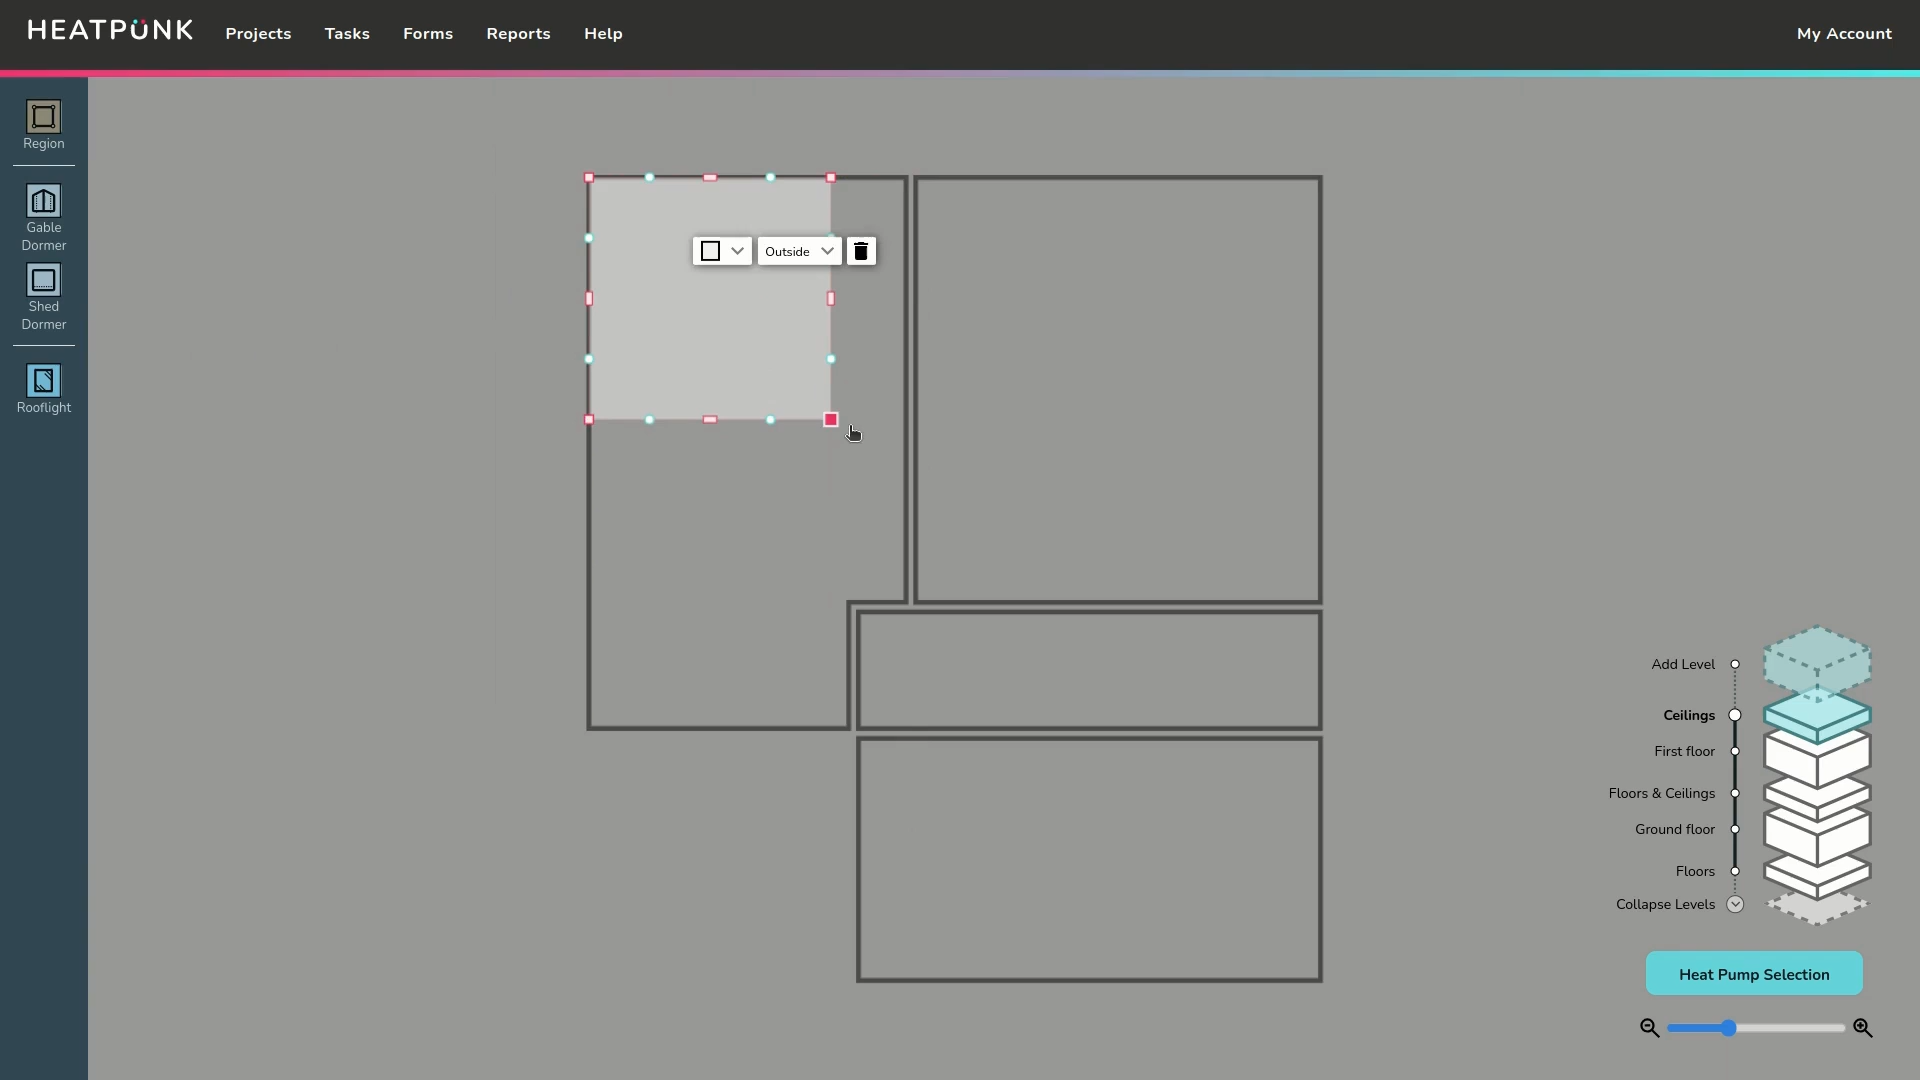 HEATPÜNK
Projects
Tasks
Forms
Reports
Help
My Account
Region
Gable
Dormer
Shed
Dormer
Rooflight
Outside
Add Level
Ceilings
First floor
Floors & Ceilings
Ground floor
Floors
Collapse Levels
Heat Pump Selection